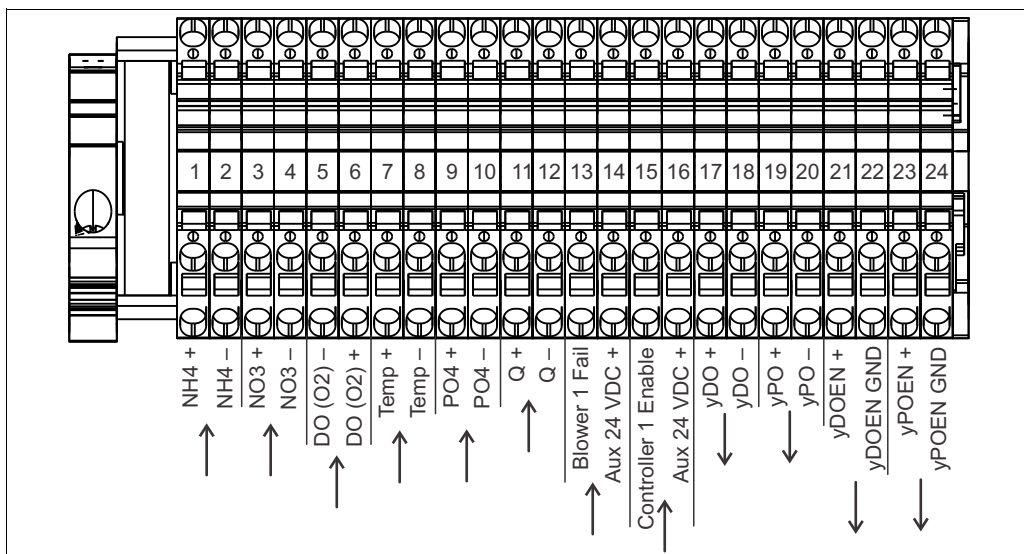 1 2 3 4 5 6 7 8 9 10 11 12 13 14 15 16 17 18 19 20 21 22 23 24
NH4 +
NH4 –
NO3 +
NO3 –
DO (O2) –
DO (O2) +
Temp +
Temp –
PO4 +
PO4 –
Q +
Q –
Blower 1 Fail
Aux 24 VDC +
Controller 1 Enable
Aux 24 VDC +
yDO +
yDO –
yPO +
yPO –
yDOEN +
yDOEN GND
yPOEN +
yPOEN GND